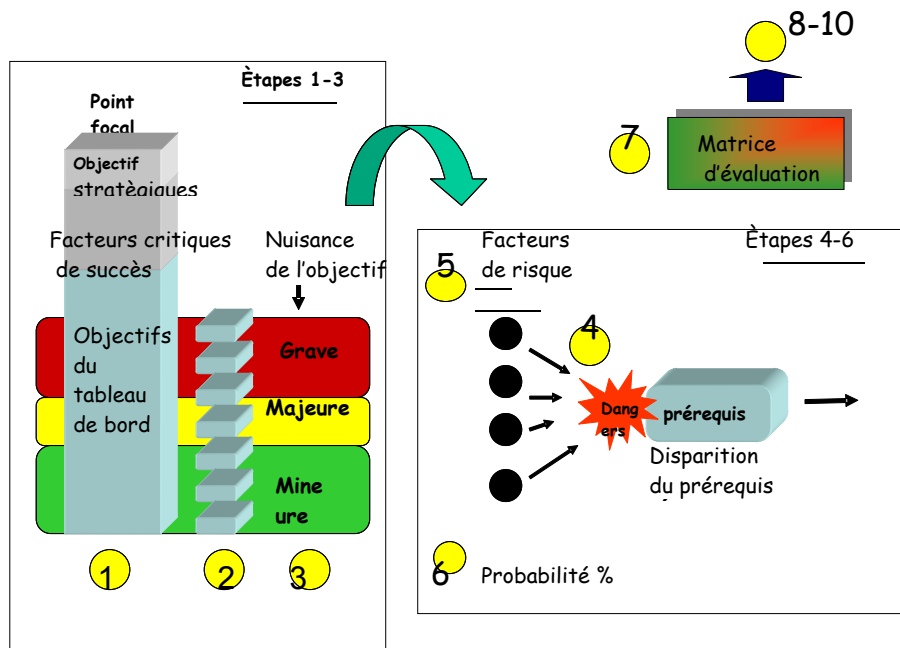 Ètapes 1-3
Point
focal
Objectif
stratègiques
Facteurs critiques
de succès
Nuisance
de l'objectif
Objectifs
du
tableau
de bord
Grave
Majeure
Mine
ure
1
2
3
8-10
7
Matrice
d'évaluation
Ètapes 4-6
5
Facteurs
de risque
4
Dang
ers
prérequis
Disparition
du prérequis
6
Probabilité %